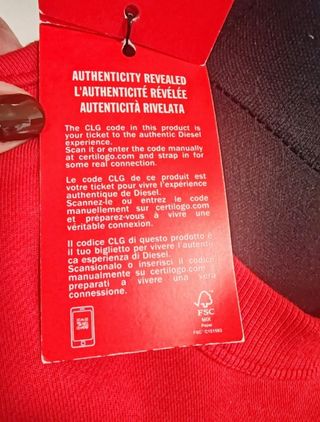 AUTHENTICITY REVEALED
L'AUTHENTICITÉ RÉVÉLÉE
AUTENTICITÀ RIVELATA
The CLG code in this product is
your ticket to the authentic Diesel
experience.
Scan it or enter the code manually
at certilogo.com and strap in for
some real connection.
Le code CLG de ce produit est
votre ticket pour vivre l'expérience
authentique de Diesel.
Scannez-le ou entrez le code
manuellement sur certilogo.com
et préparez-vous à vivre une
véritable connexion.
Il codice CLG di questo prodotto è
il tuo biglietto per vivere l'autenti
ca esperienza di Diesel.
Scansionalo o inserisci il codice
manualmente su certilogo.com e
preparati a vivere una vera
connessione.
FSC
MIX
Paper